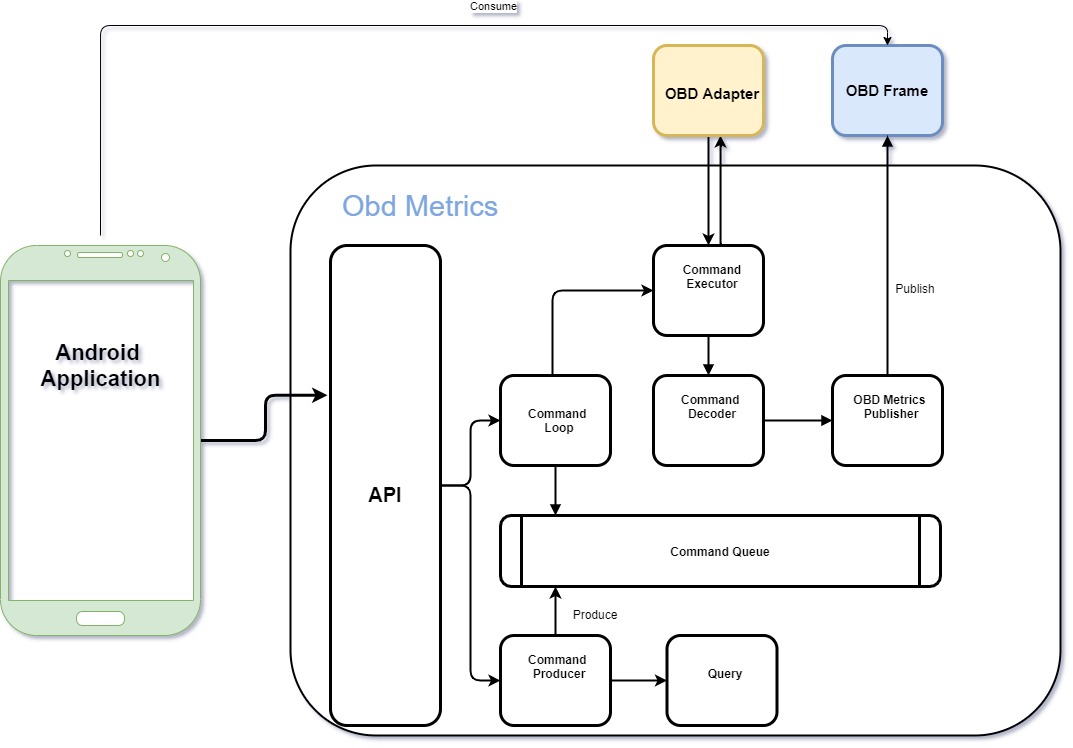 Consume
OBD Adapter
OBD Frame
Obd Metrics
Command
Executor
Publish
Android
Application
Command
Loop
Command
Decoder
OBD Metrics
Publisher
API
Command Queue
Produce
Command
Producer
Query